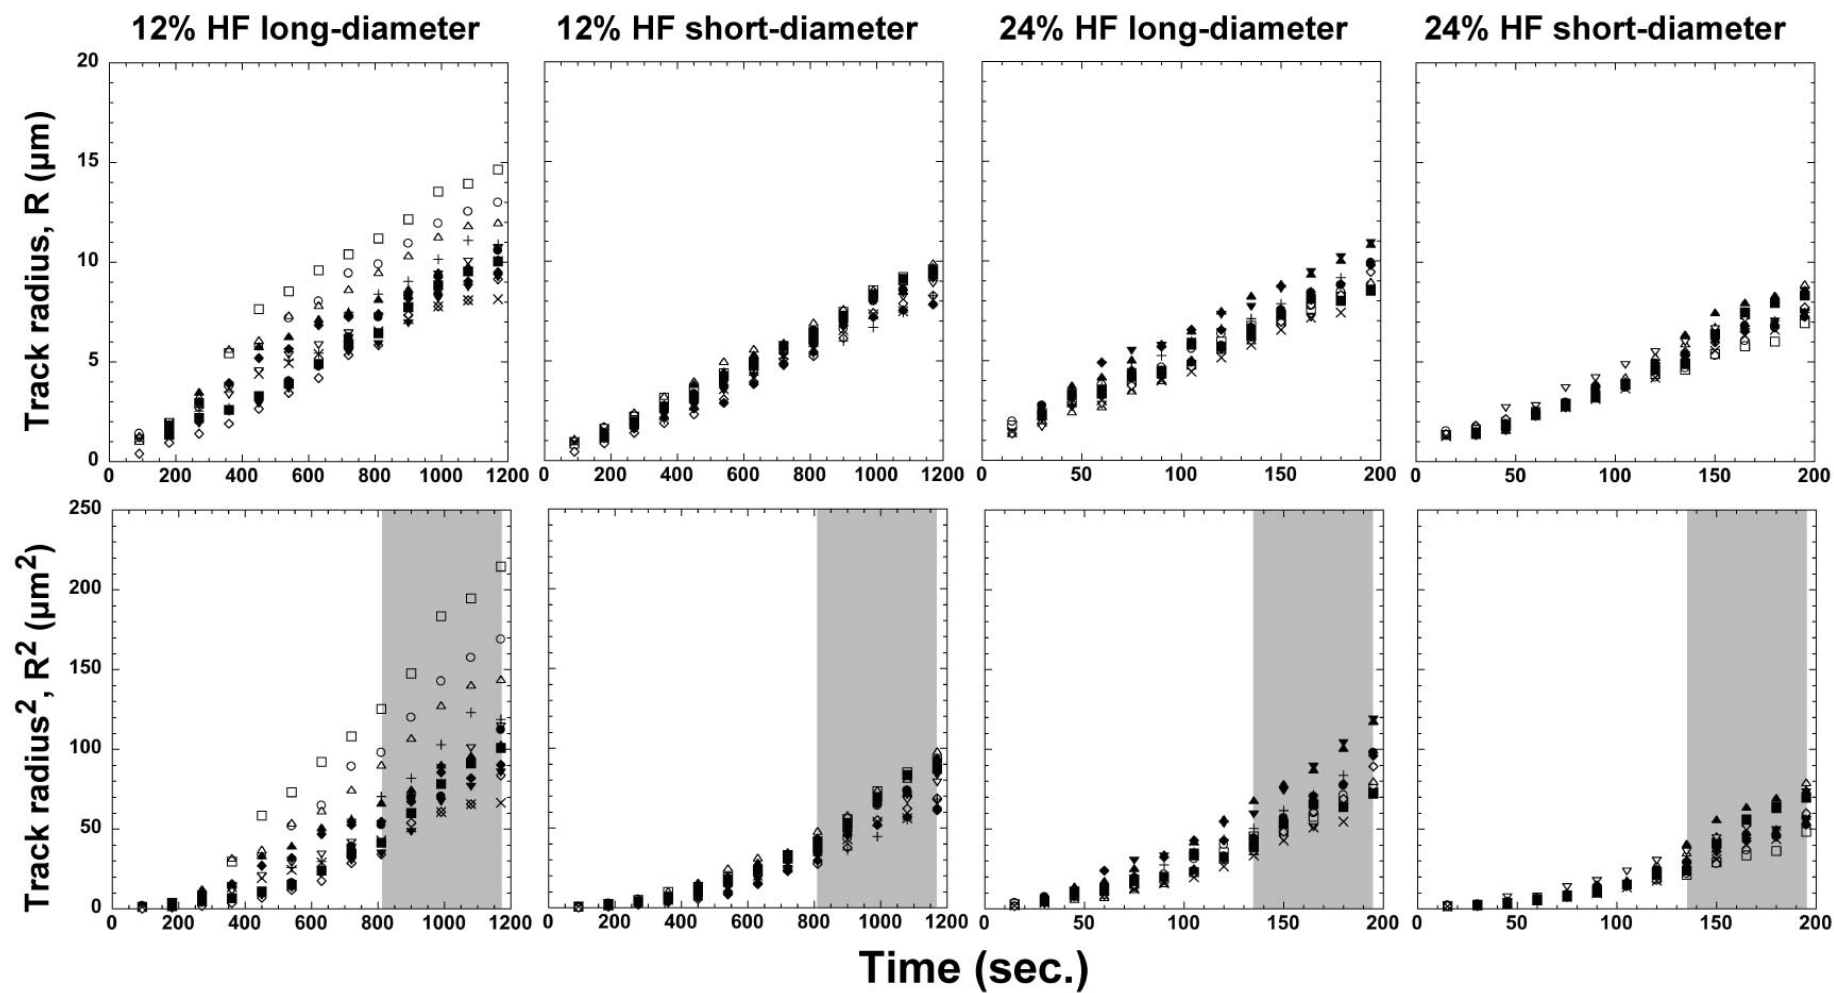 12% HF long-diameter 12% HF short-diameter 24% HF long-diameter 24% HF short-diameter
Track radius, R (µm)
20
15
10
5
0
0 200 400 600 800 1000 1200 0 200 400 600 800 1000 1200 0 50 100 150 200 0 50 100 150 200
Track radius², R² (µm²)
250
200
150
100
50
0
0 200 400 600 800 1000 1200 0 200 400 600 800 1000 1200 0 50 100 150 200 0 50 100 150 200
Time (sec.)